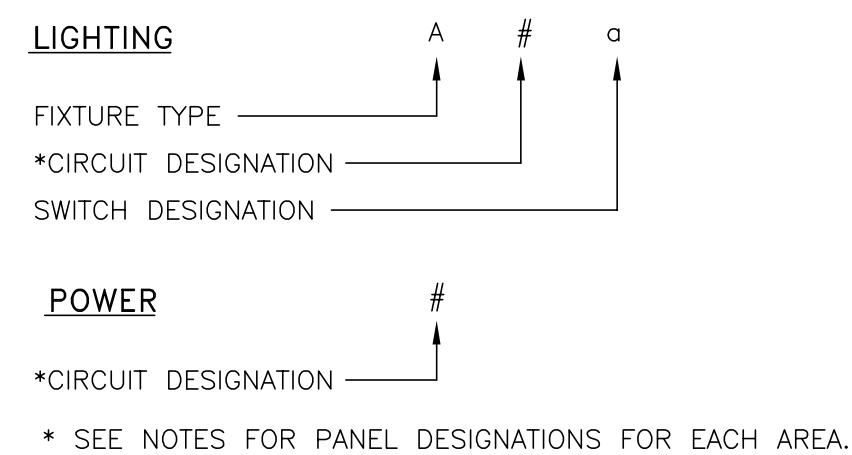 LIGHTING A # a
FIXTURE TYPE
*CIRCUIT DESIGNATION
SWITCH DESIGNATION
POWER #
*CIRCUIT DESIGNATION
* SEE NOTES FOR PANEL DESIGNATIONS FOR EACH AREA.